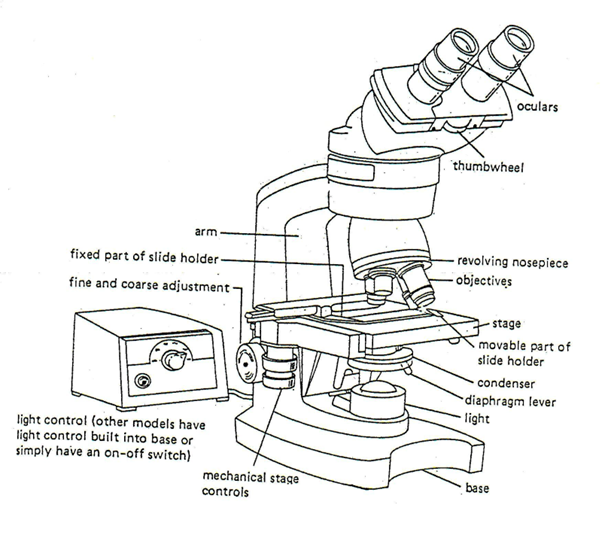 oculars
thumbwheel
arm
fixed part of slide holder
revolving nosepiece
objectives
fine and coarse adjustment
stage
movable part of
slide holder
condenser
diaphragm lever
light
light control (other models have
light control built into base or
simply have an on-off switch)
mechanical stage
controls
base